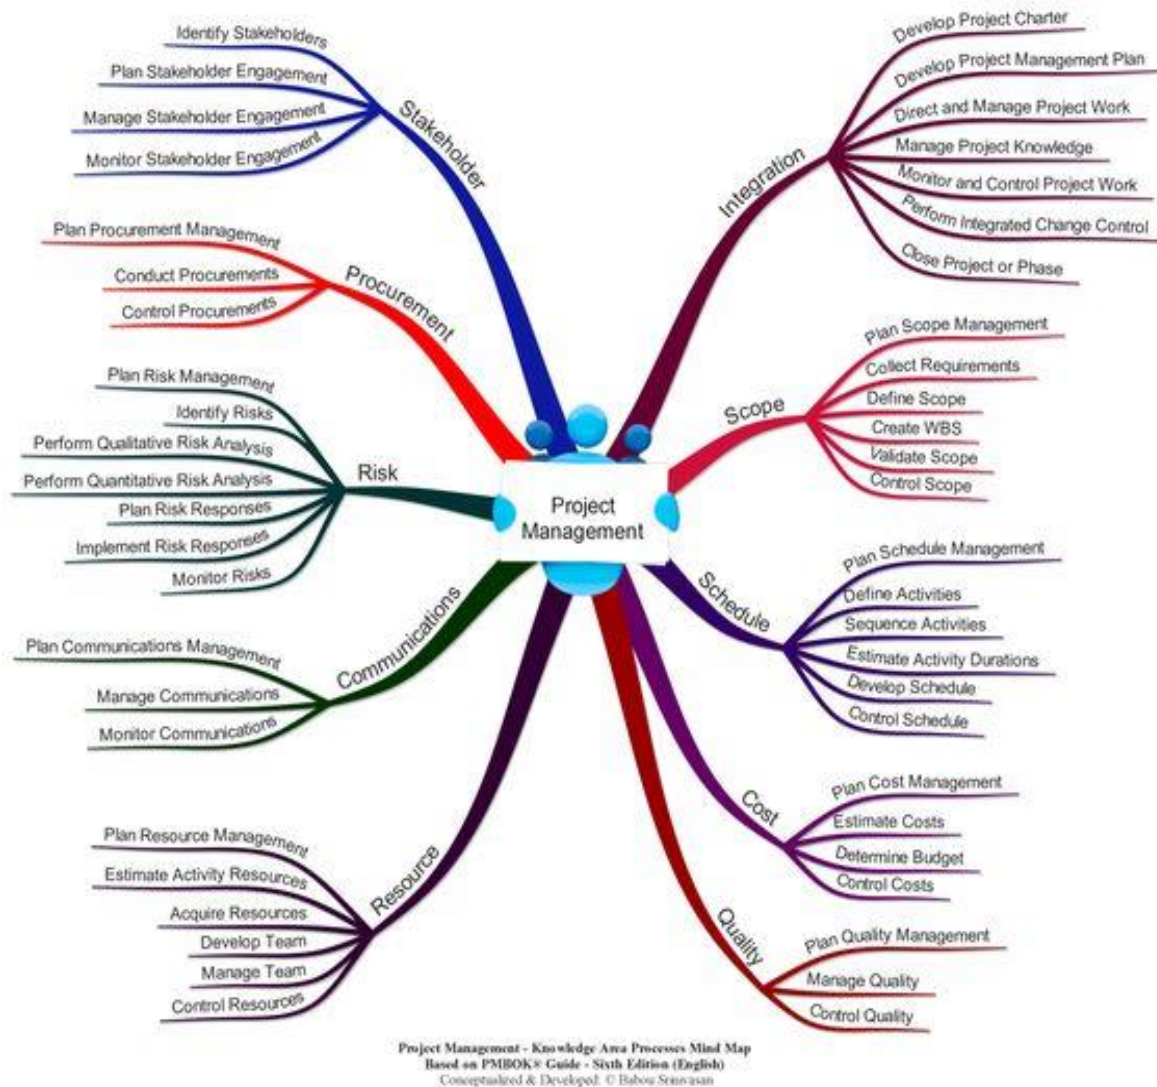 Project
Management
Integration
Develop Project Charter
Develop Project Management Plan
Direct and Manage Project Work
Manage Project Knowledge
Monitor and Control Project Work
Perform Integrated Change Control
Close Project or Phase
Scope
Plan Scope Management
Collect Requirements
Define Scope
Create WBS
Validate Scope
Control Scope
Schedule
Plan Schedule Management
Define Activities
Sequence Activities
Estimate Activity Durations
Develop Schedule
Control Schedule
Cost
Plan Cost Management
Estimate Costs
Determine Budget
Control Costs
Quality
Plan Quality Management
Manage Quality
Control Quality
Resource
Plan Resource Management
Estimate Activity Resources
Acquire Resources
Develop Team
Manage Team
Control Resources
Communications
Plan Communications Management
Manage Communications
Monitor Communications
Risk
Plan Risk Management
Identify Risks
Perform Qualitative Risk Analysis
Perform Quantitative Risk Analysis
Plan Risk Responses
Implement Risk Responses
Monitor Risks
Procurement
Plan Procurement Management
Conduct Procurements
Control Procurements
Stakeholder
Identify Stakeholders
Plan Stakeholder Engagement
Manage Stakeholder Engagement
Monitor Stakeholder Engagement
Project Management - Knowledge Area Processes Mind Map
Based on PMBOK® Guide - Sixth Edition (English)
Conceptualized & Developed: © Babou Srinivasan